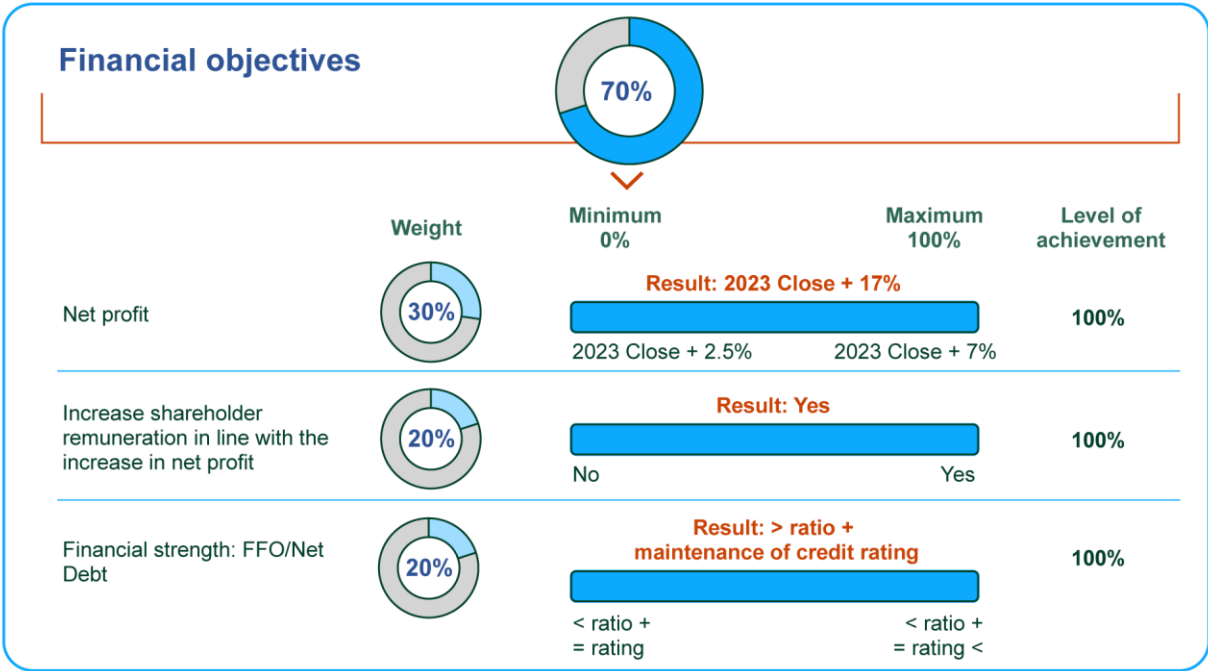 Financial objectives
70%
Weight
Minimum
0%
Maximum
100%
Level of
achievement
Net profit
30%
Result: 2023 Close + 17%
2023 Close + 2.5%
2023 Close + 7%
100%
Increase shareholder
remuneration in line with the
increase in net profit
20%
Result: Yes
No
Yes
100%
Financial strength: FFO/Net
Debt
20%
Result: > ratio +
maintenance of credit rating
< ratio +
= rating
< ratio +
= rating <
100%